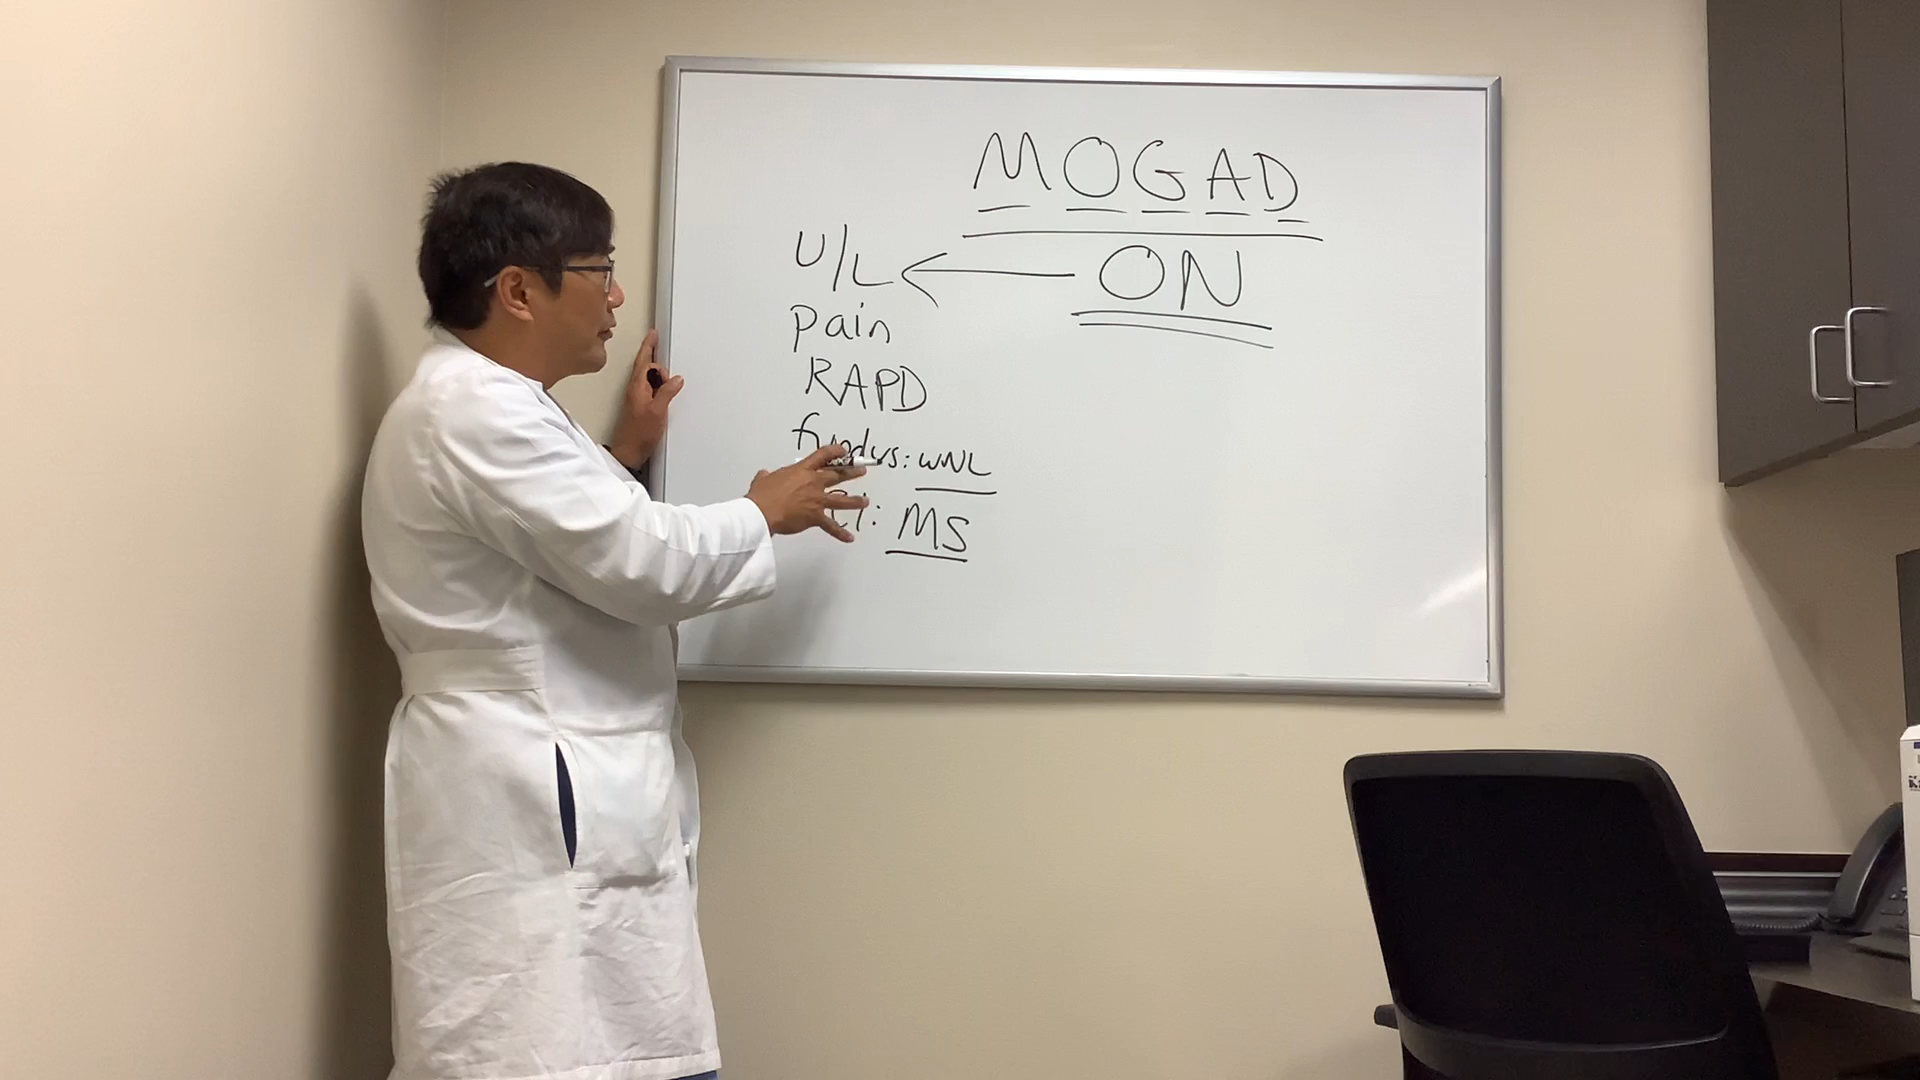 MOGAD
ON
U/L
pain
RAPD
fundus: WNL
: MS